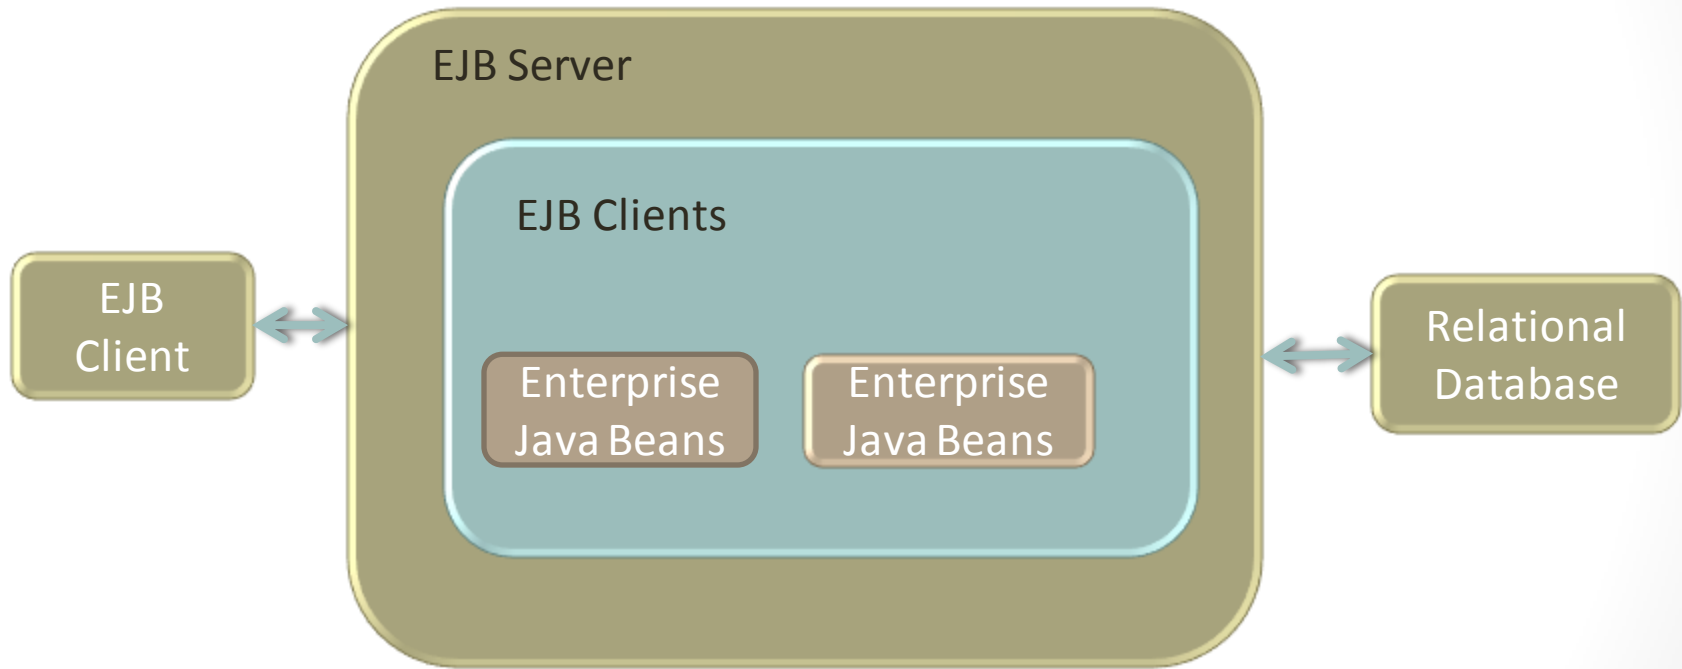 EJB Server
EJB Clients
EJB
Client
Enterprise
Java Beans
Enterprise
Java Beans
Relational
Database